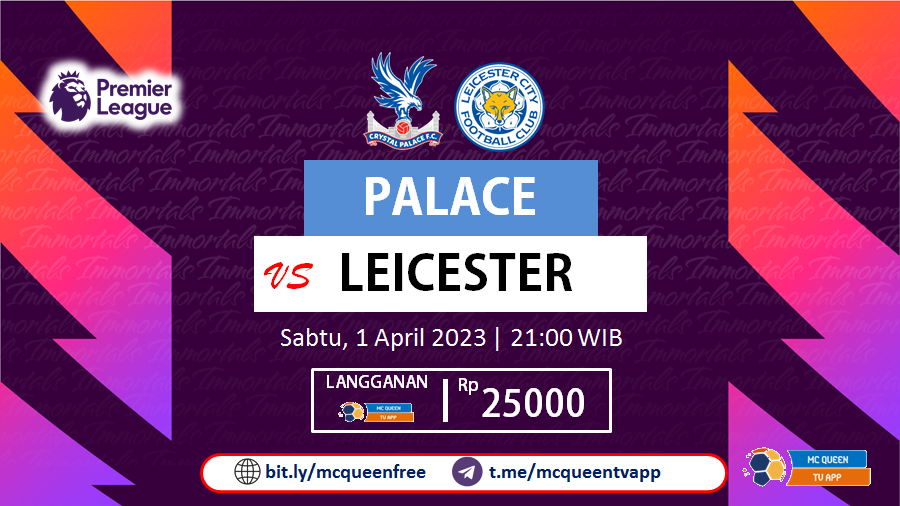 Premier
League
CRYSTAL PALACE F.C.
LEICESTER CITY
FOOTBALL CLUB
Immortals
PALACE
VS LEICESTER
Sabtu, 1 April 2023 | 21:00 WIB
LANGGANAN
MC QUEEN
TV APP
Rp 25000
bit.ly/mcqueenfree
t.me/mcqueentvapp
MC QUEEN
TV APP